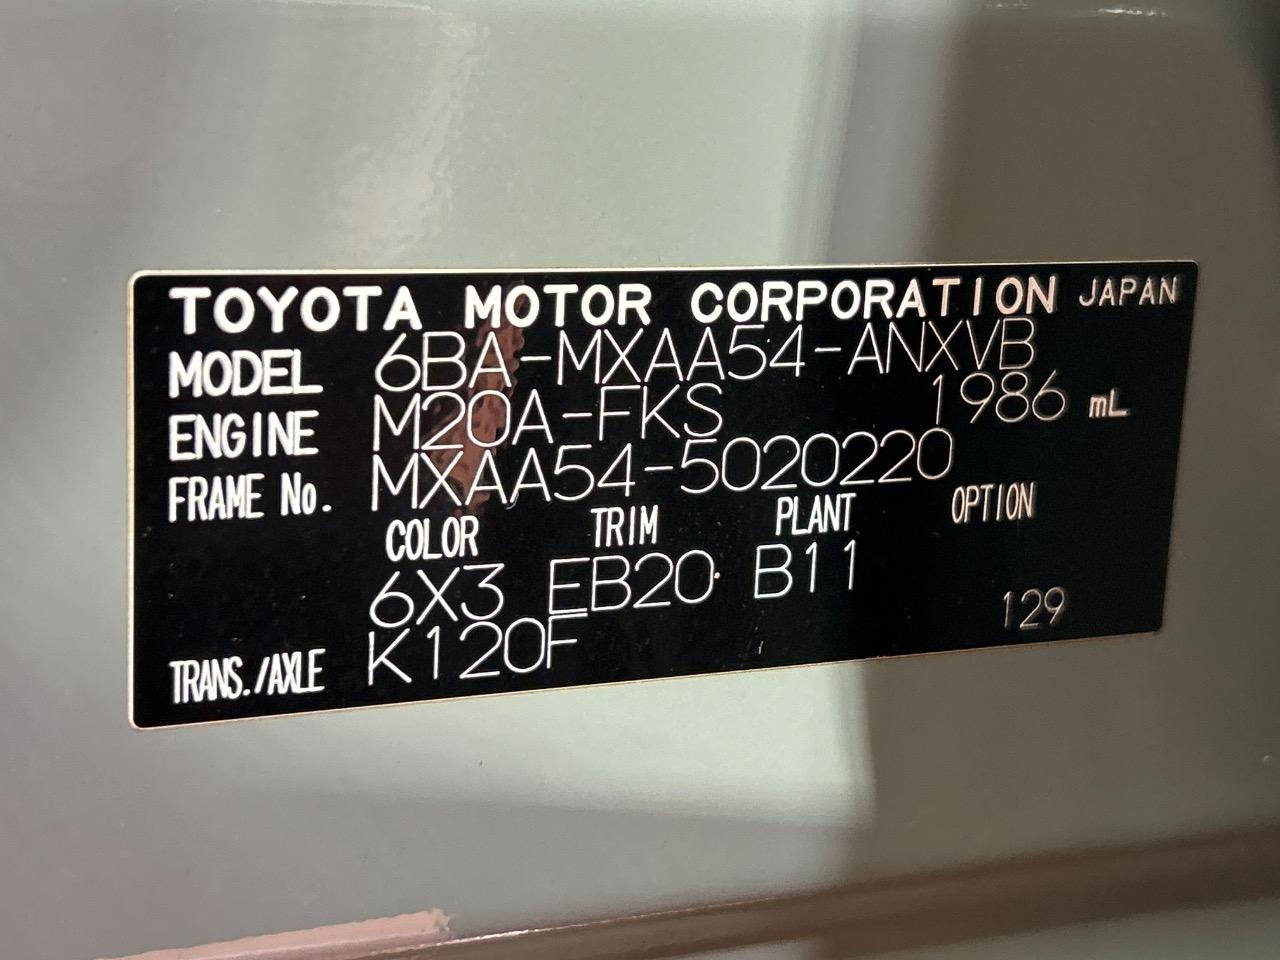 TOYOTA MOTOR CORPORATION JAPAN
MODEL 6BA-MXAA54-ANXVB
ENGINE M20A-FKS 1986 mL
FRAME No. MXAA54-5020220
COLOR TRIM PLANT OPTION
6X3 EB20 B11
129
TRANS./AXLE K120F